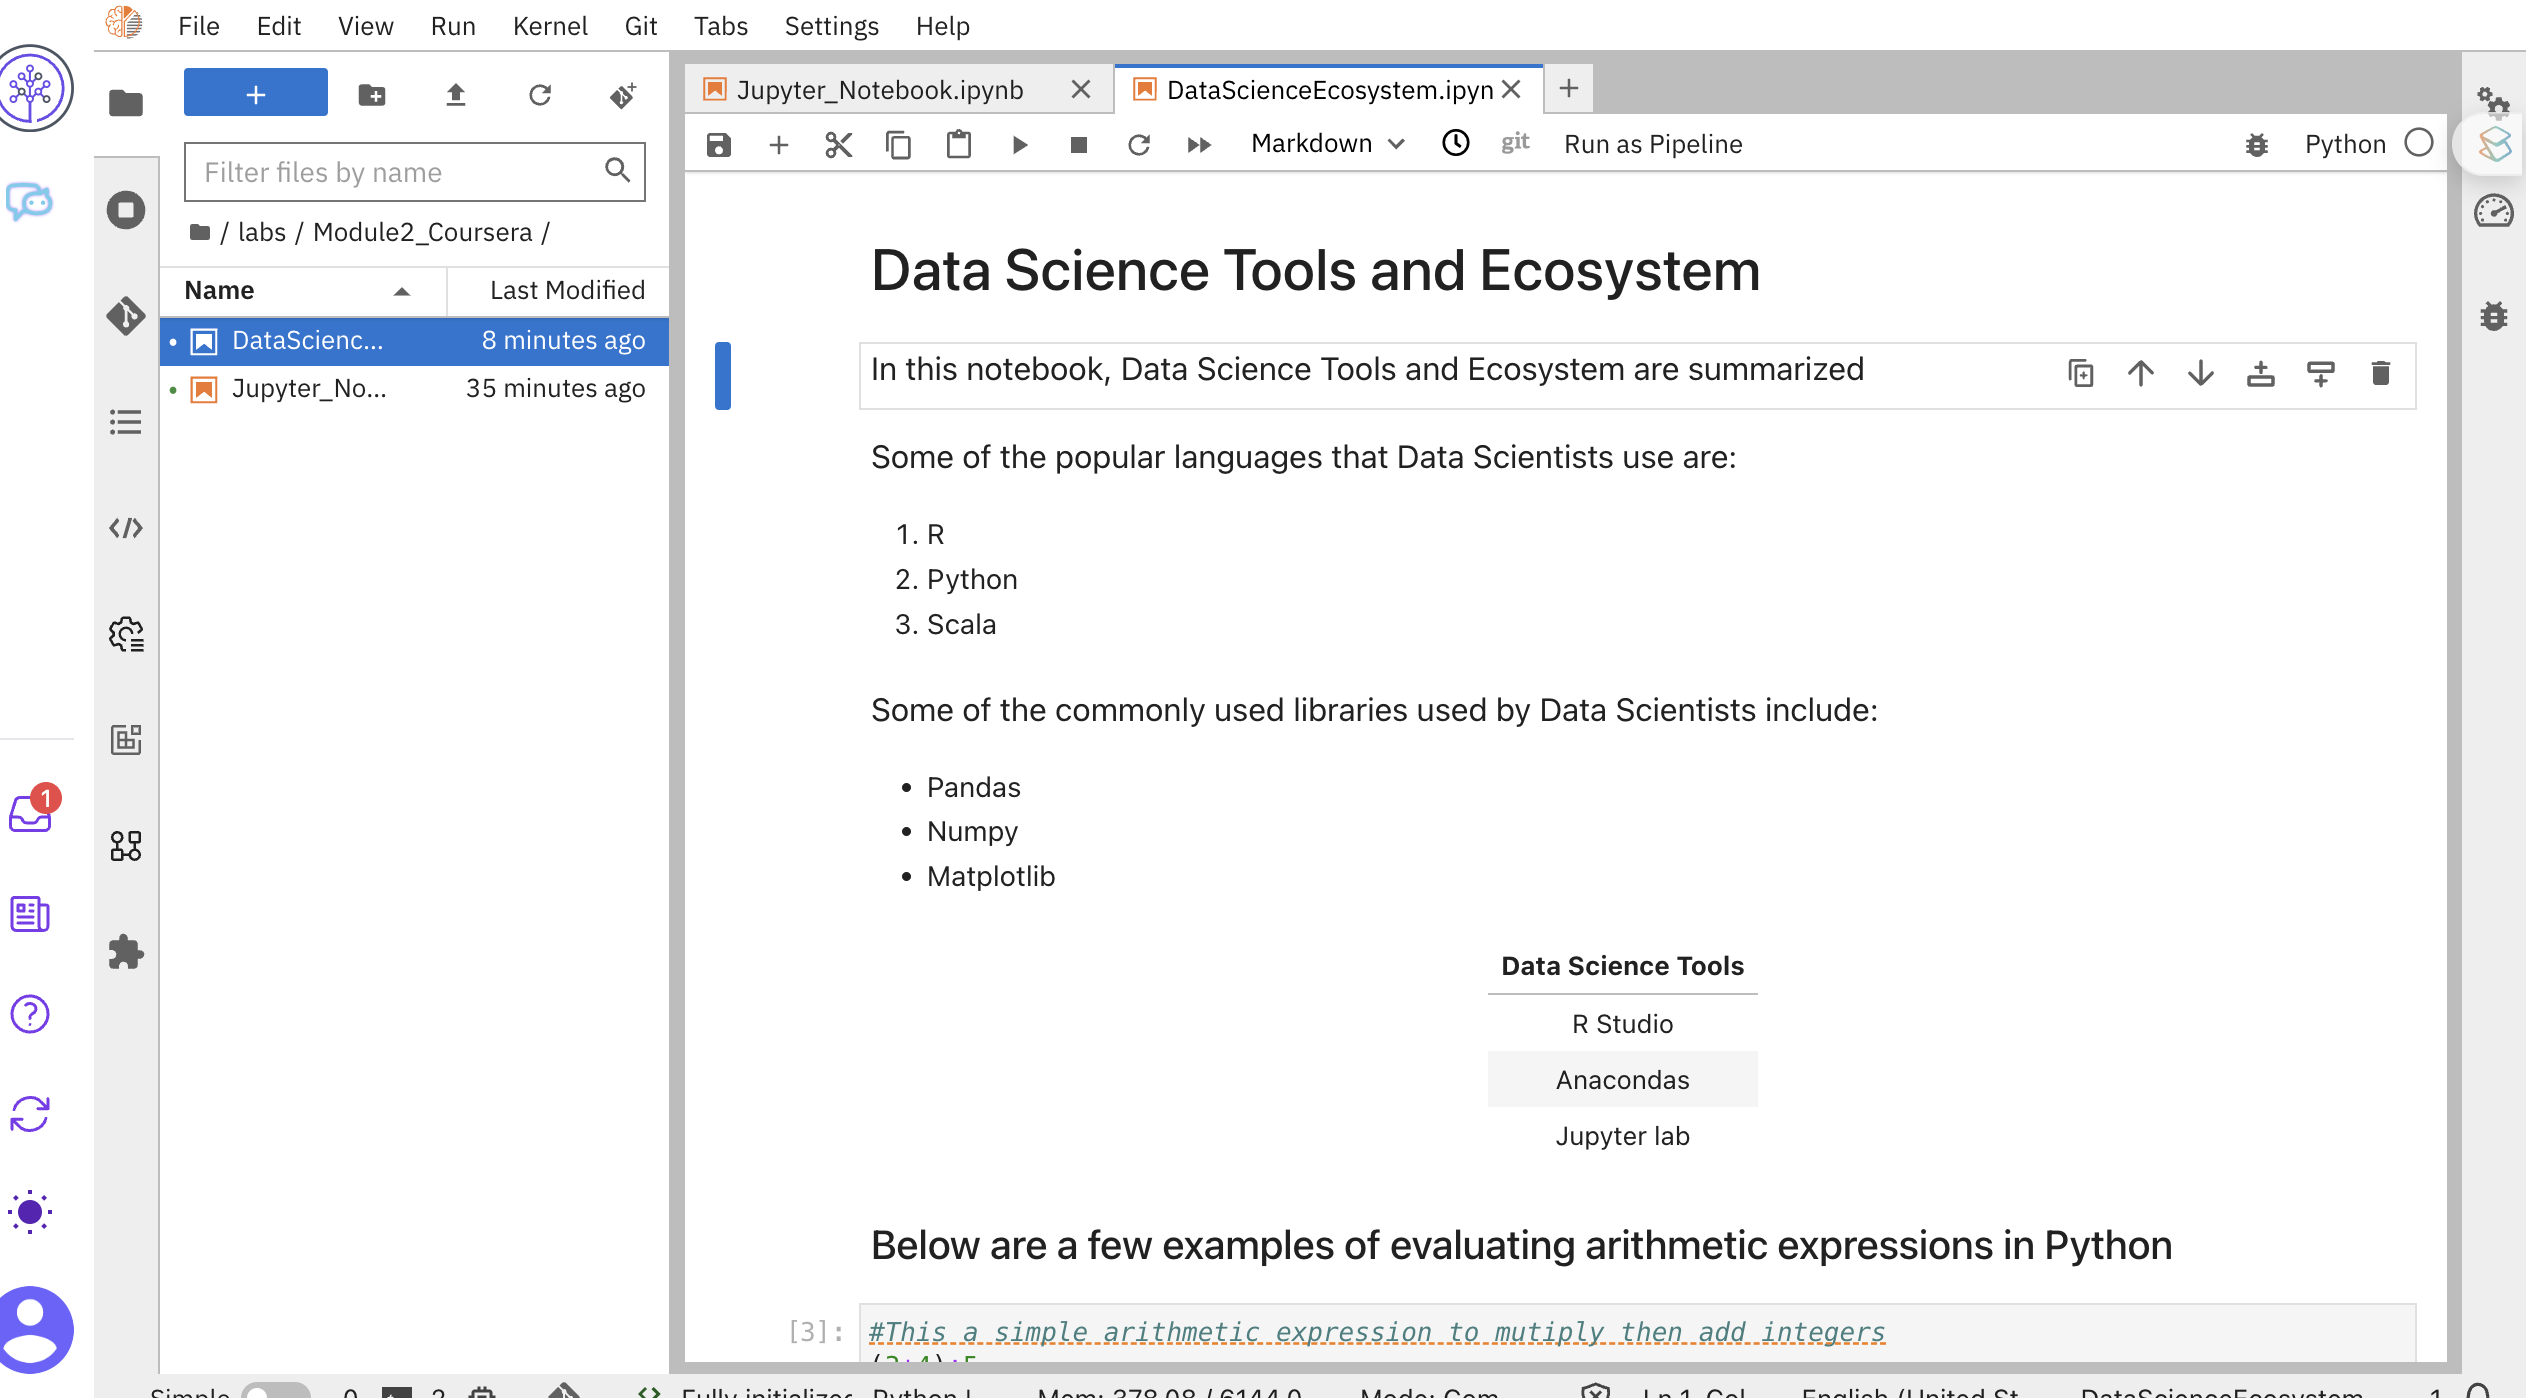 File Edit View Run Kernel Git Tabs Settings Help
+
Filter files by name
/ labs / Module2_Coursera /
Name Last Modified
DataScienc... 8 minutes ago
Jupyter_No... 35 minutes ago
1
Jupyter_Notebook.ipynb
DataScienceEcosystem.ipyn
Markdown git Run as Pipeline Python
Data Science Tools and Ecosystem
In this notebook, Data Science Tools and Ecosystem are summarized
Some of the popular languages that Data Scientists use are:
1. R
2. Python
3. Scala
Some of the commonly used libraries used by Data Scientists include:
• Pandas
• Numpy
• Matplotlib
Data Science Tools
R Studio
Anacondas
Jupyter lab
Below are a few examples of evaluating arithmetic expressions in Python
[3]: #This a simple arithmetic expression to mutiply then add integers
Simple 0 2 Fully initialized Python Mem: 378.08 / 6144.0 Mode: Com Ln 1, Col English (United St DataScienceEcosystem 1